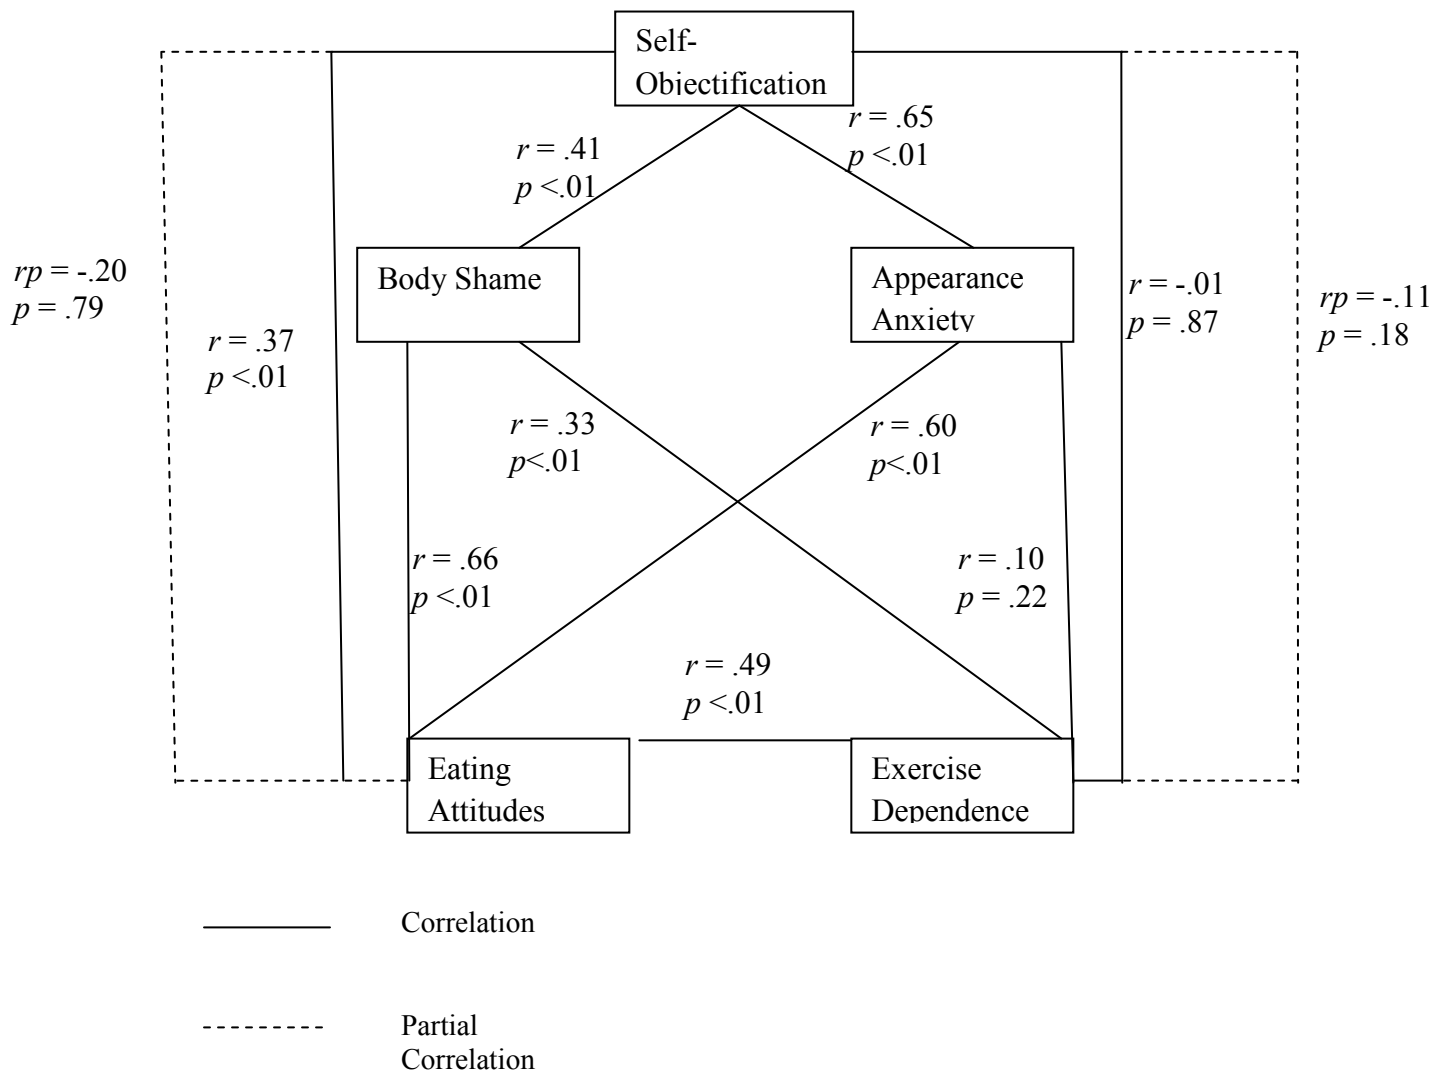 Self-
Objectification
r = .65
p <.01
r = .41
p <.01
rp = -.20
p = .79
Body Shame
Appearance
Anxiety
r = -.01
p = .87
rp = -.11
p = .18
r = .37
p <.01
r = .33
p<.01
r = .60
p<.01
r = .66
p <.01
r = .10
p = .22
r = .49
p <.01
Eating
Attitudes
Exercise
Dependence
Correlation
Partial
Correlation